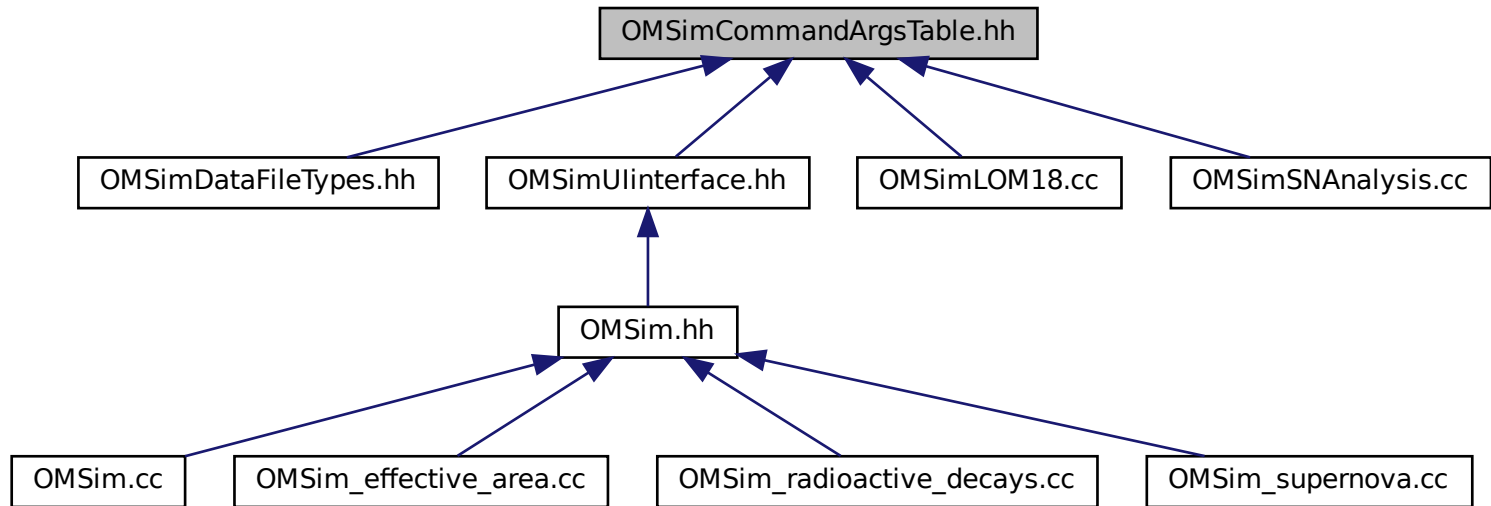 OMSimCommandArgsTable.hh
OMSimDataFileTypes.hh
OMSimUIinterface.hh
OMSimLOM18.cc
OMSimSNAnalysis.cc
OMSim.hh
OMSim.cc
OMSim_effective_area.cc
OMSim_radioactive_decays.cc
OMSim_supernova.cc